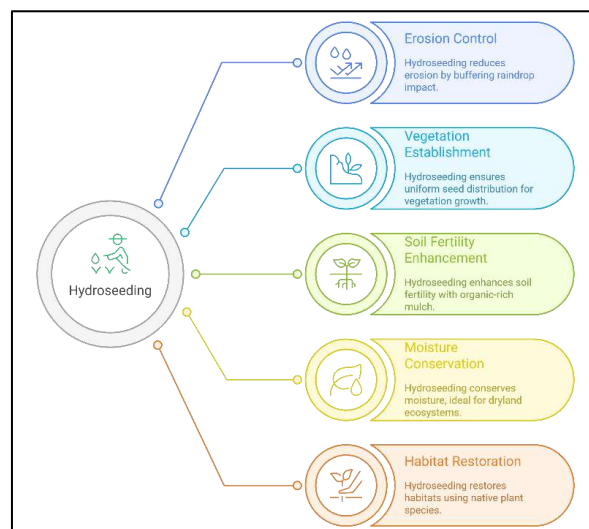 Erosion Control
Hydroseeding reduces
erosion by buffering raindrop
impact.
Vegetation
Establishment
Hydroseeding ensures
uniform seed distribution for
vegetation growth.
Hydroseeding
Soil Fertility
Enhancement
Hydroseeding enhances soil
fertility with organic-rich
mulch.
Moisture
Conservation
Hydroseeding conserves
moisture, ideal for dryland
ecosystems.
Habitat Restoration
Hydroseeding restores
habitats using native plant
species.